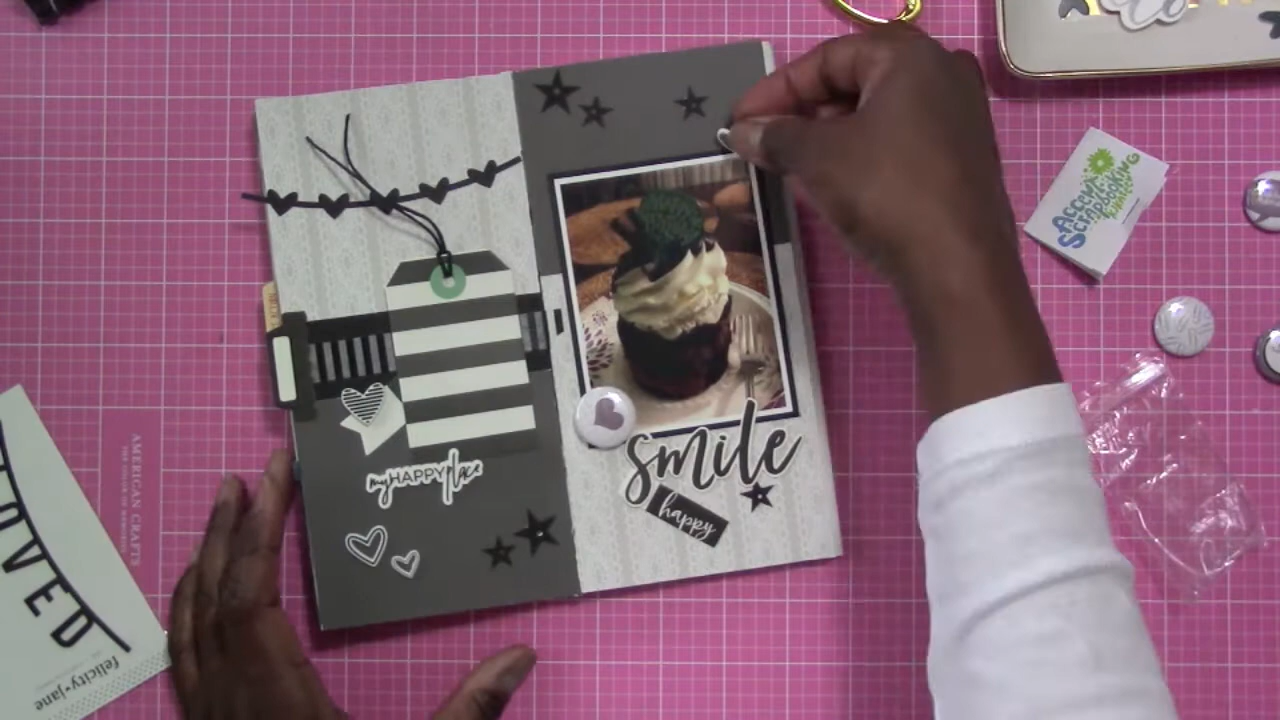 my HAPPY place
smile
happy
Accent
Scrapbooking
AMERICAN CRAFTS
LOVED
felicity jane